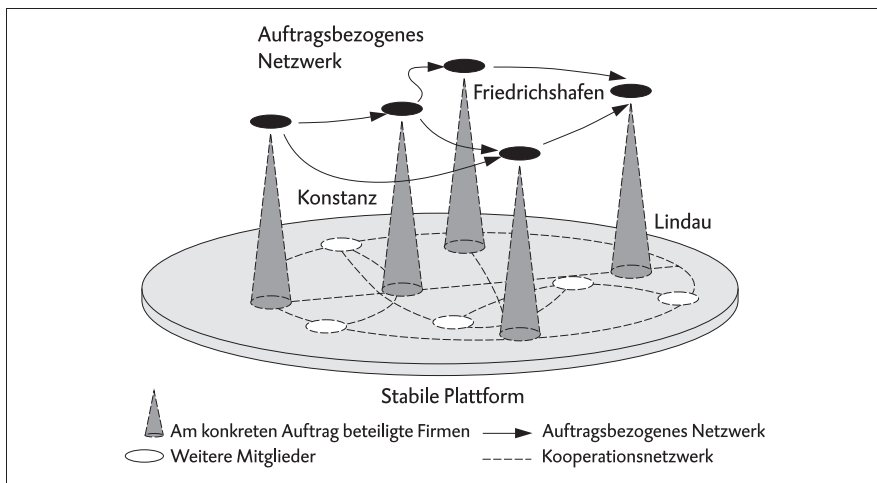 Auftragsbezogenes
Netzwerk
Friedrichshafen
Konstanz
Lindau
Stabile Plattform
Am konkreten Auftrag beteiligte Firmen
Auftragsbezogenes Netzwerk
Weitere Mitglieder
Kooperationsnetzwerk